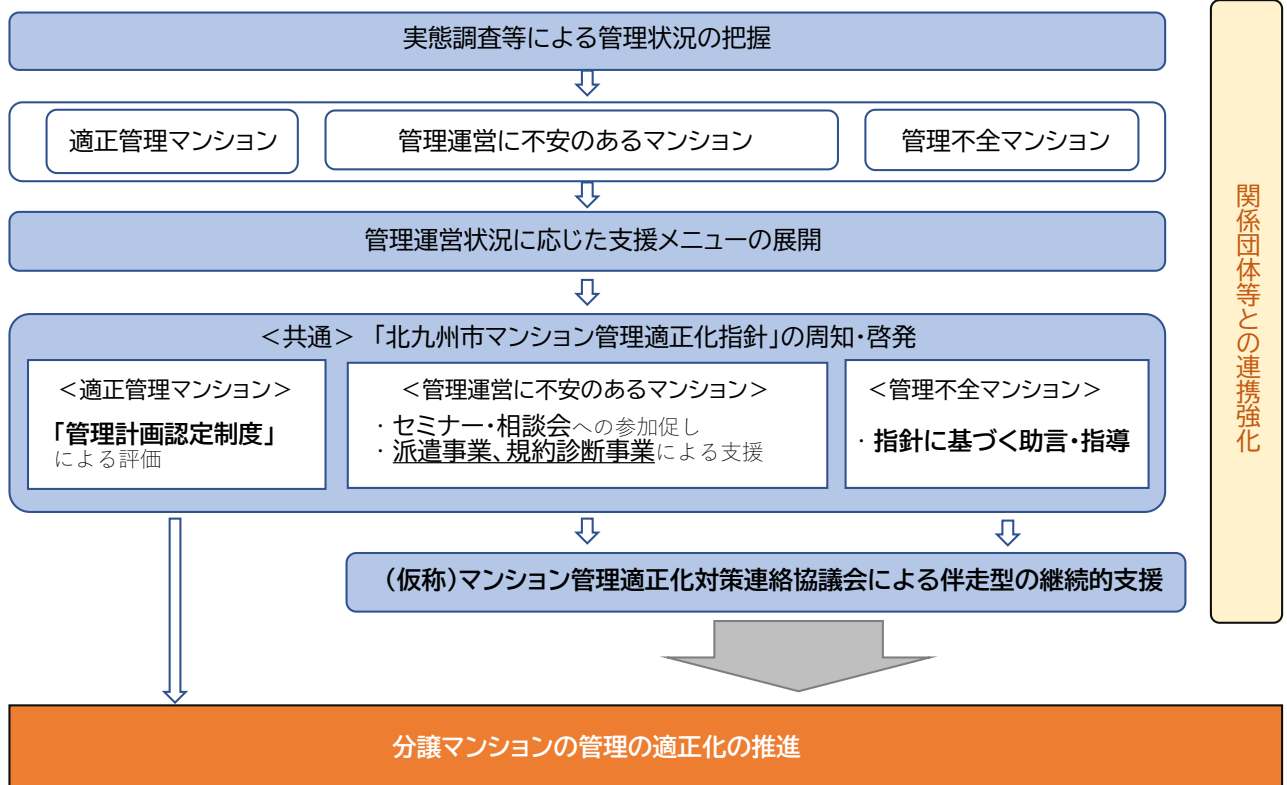 実態調査等による管理状況の把握
適正管理マンション
管理運営に不安のあるマンション
管理不全マンション
管理運営状況に応じた支援メニューの展開
＜共通＞ 「北九州市マンション管理適正化指針」の周知・啓発
＜適正管理マンション＞
「管理計画認定制度」
による評価
＜管理運営に不安のあるマンション＞
・セミナー・相談会への参加促し
・派遣事業、規約診断事業による支援
＜管理不全マンション＞
・指針に基づく助言・指導
（仮称）マンション管理適正化対策連絡協議会による伴走型の継続的支援
分譲マンションの管理の適正化の推進
関係団体等との連携強化